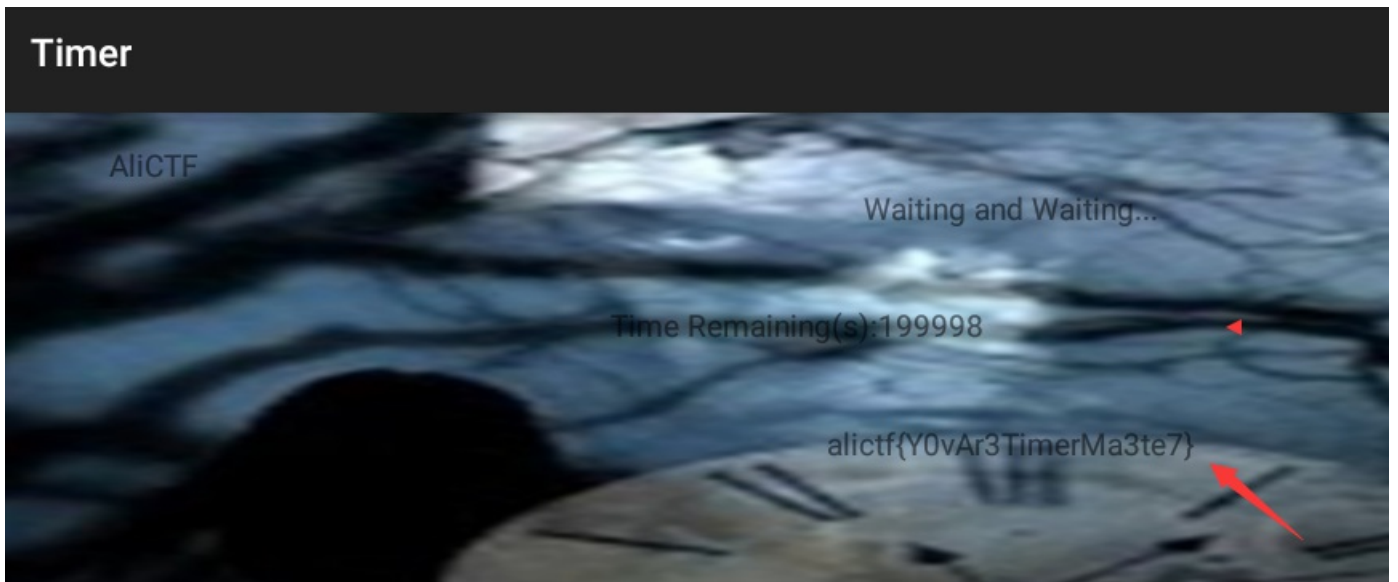 Timer
AliCTF
Waiting and Waiting...
Time Remaining(s):199998
alictf{Y0vAr3TimerMa3te7}